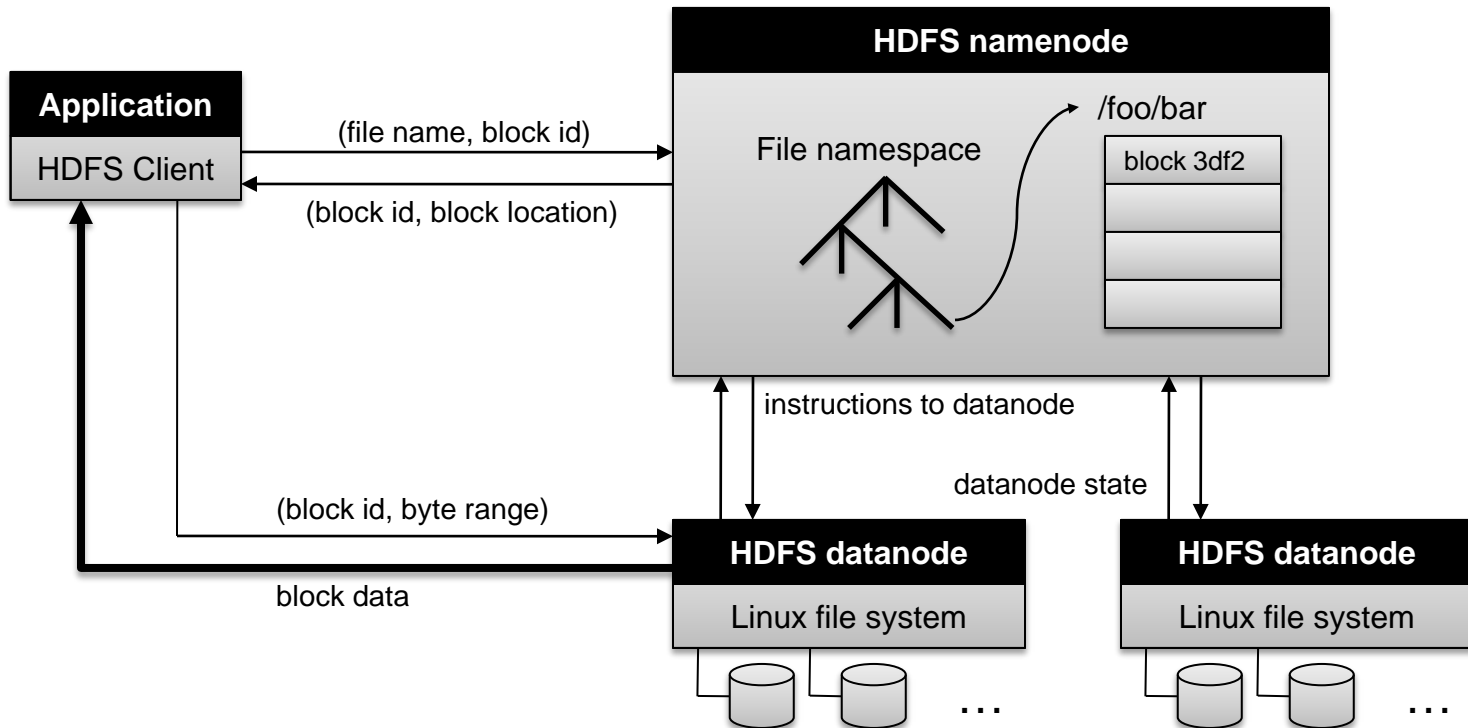 HDFS namenode
Application
HDFS Client
(file name, block id)
(block id, block location)
File namespace
/foo/bar
block 3df2
instructions to datanode
datanode state
(block id, byte range)
block data
HDFS datanode
Linux file system
…
HDFS datanode
Linux file system
…